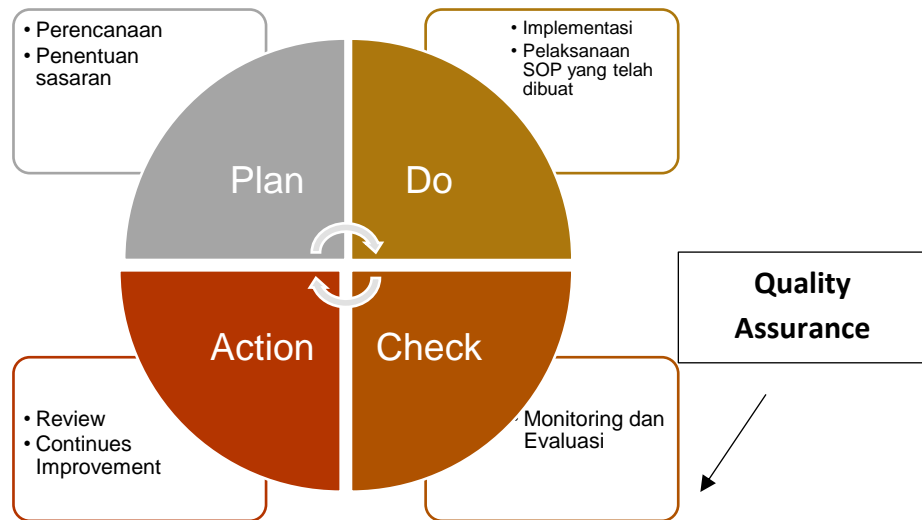 • Perencanaan
• Penentuan
sasaran
• Implementasi
• Pelaksanaan
SOP yang telah
dibuat
Plan
Do
Quality
Assurance
Action
Check
• Review
• Continues
Improvement
• Monitoring dan
Evaluasi